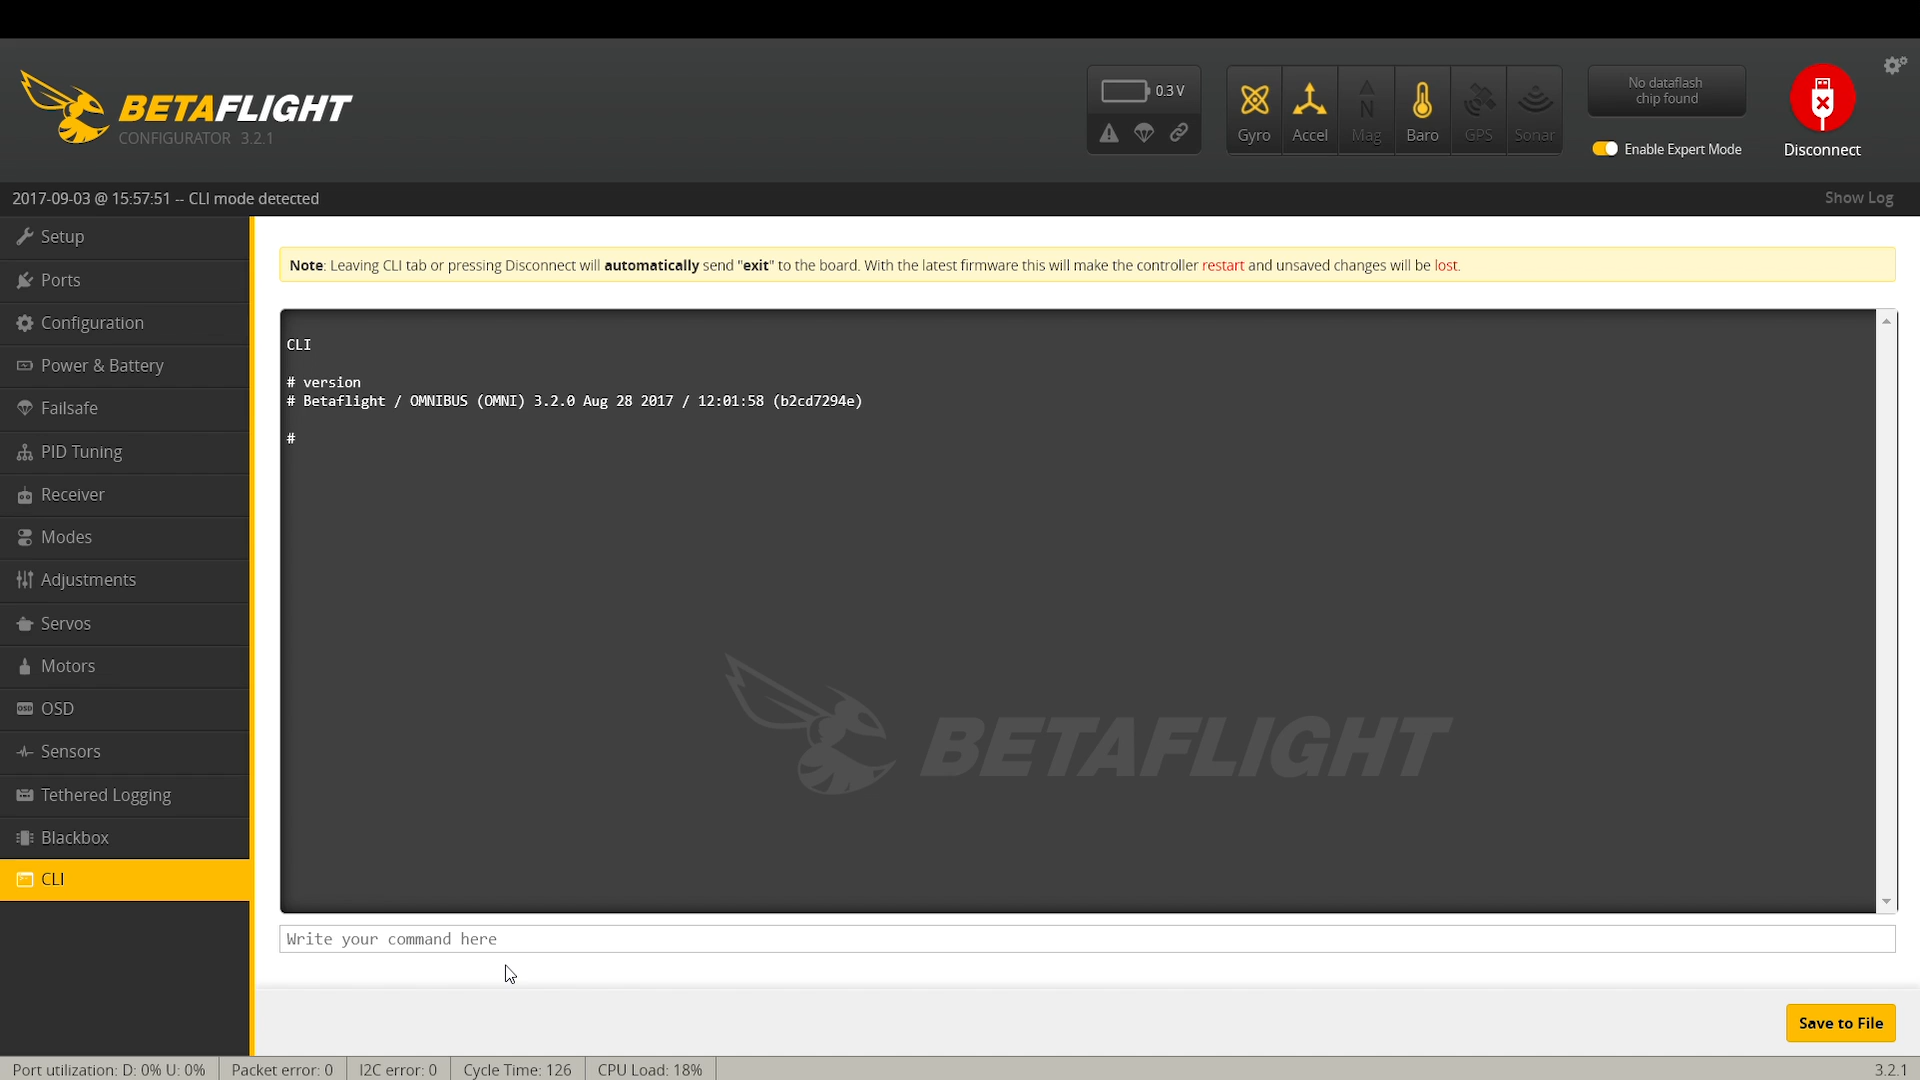 BETAFLIGHT
CONFIGURATOR 3.2.1
0.3 V
Gyro
Accel
N
Mag
Baro
GPS
Sonar
No dataflash
chip found
Enable Expert Mode
Disconnect
2017-09-03 @ 15:57:51 -- CLI mode detected
Show Log
Setup
Ports
Configuration
Power & Battery
Failsafe
PID Tuning
Receiver
Modes
Adjustments
Servos
Motors
OSD
OSD
Sensors
Tethered Logging
Blackbox
CLI
Note: Leaving CLI tab or pressing Disconnect will automatically send "exit" to the board. With the latest firmware this will make the controller restart and unsaved changes will be lost.
CLI
# version
# Betaflight / OMNIBUS (OMNI) 3.2.0 Aug 28 2017 / 12:01:58 (b2cd7294e)
#
BETAFLIGHT
Write your command here
Save to File
Port utilization: D: 0% U: 0%
Packet error: 0
I2C error: 0
Cycle Time: 126
CPU Load: 18%
3.2.1